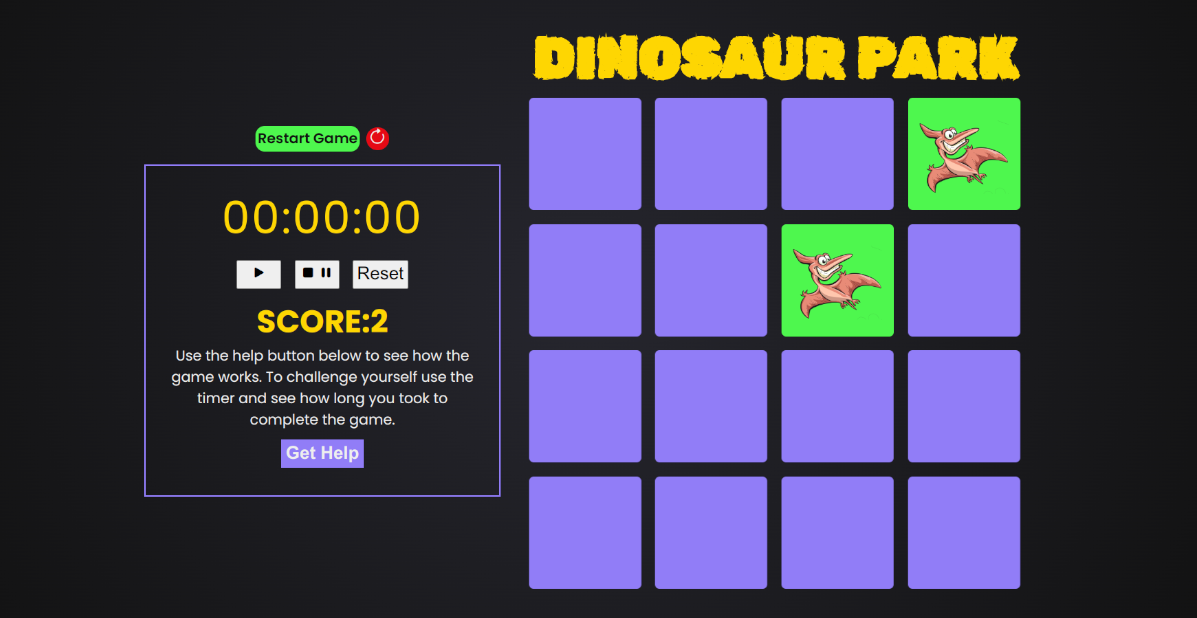 DINOSAUR PARK
Restart Game
00:00:00
Reset
SCORE:2
Use the help button below to see how the
game works. To challenge yourself use the
timer and see how long you took to
complete the game.
Get Help